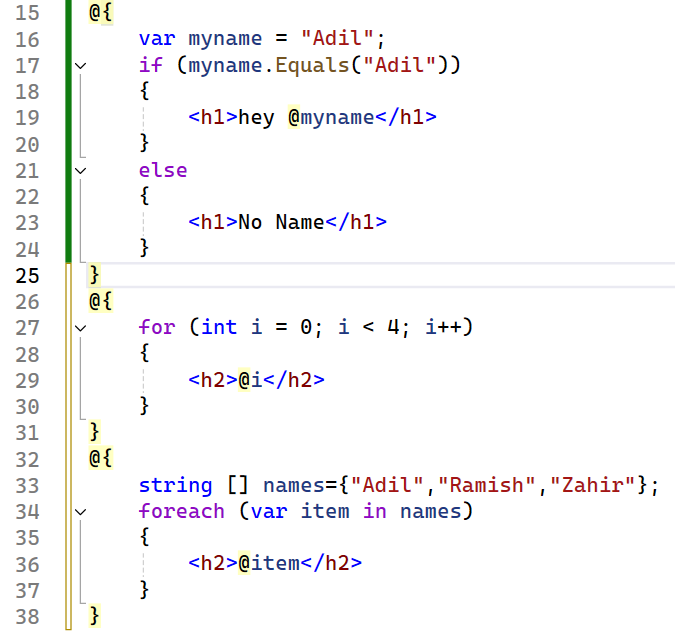 15 @{
16 var myname = "Adil";
17 if (myname.Equals("Adil"))
18 {
19 <h1>hey @myname</h1>
20 }
21 else
22 {
23 <h1>No Name</h1>
24 }
25 }
26 @{
27 for (int i = 0; i < 4; i++)
28 {
29 <h2>@i</h2>
30 }
31 }
32 @{
33 string [] names={"Adil","Ramish","Zahir"};
34 foreach (var item in names)
35 {
36 <h2>@item</h2>
37 }
38 }